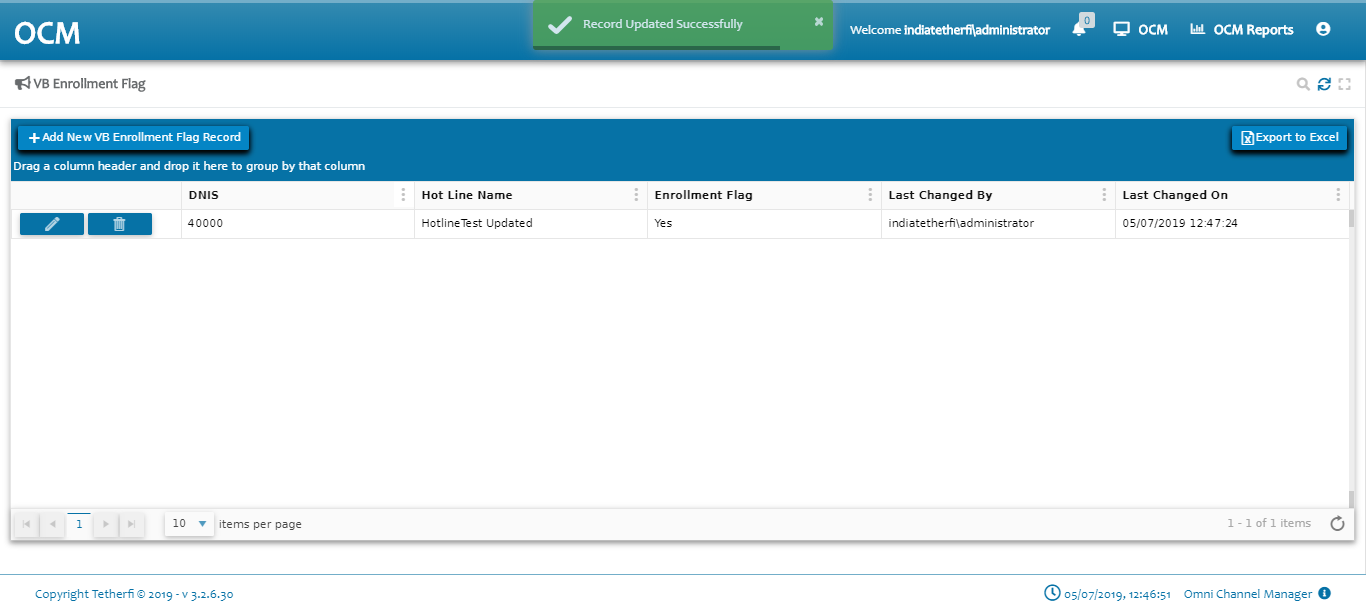 OCM
Record Updated Successfully
Welcome indiatetherfi\administrator
0
OCM
OCM Reports
VB Enrollment Flag
Add New VB Enrollment Flag Record
Export to Excel
Drag a column header and drop it here to group by that column
DNIS Hot Line Name Enrollment Flag Last Changed By Last Changed On
40000 HotlineTest Updated Yes indiatetherfi\administrator 05/07/2019 12:47:24
1 10 items per page 1 - 1 of 1 items
Copyright Tetherfi © 2019 - v 3.2.6.30 05/07/2019, 12:46:51 Omni Channel Manager